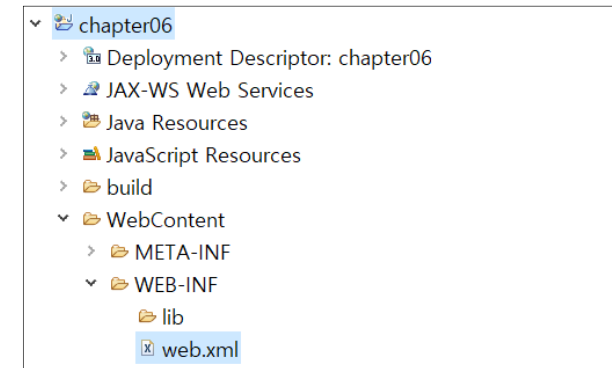 chapter06
Deployment Descriptor: chapter06
JAX-WS Web Services
Java Resources
JavaScript Resources
build
WebContent
META-INF
WEB-INF
lib
web.xml